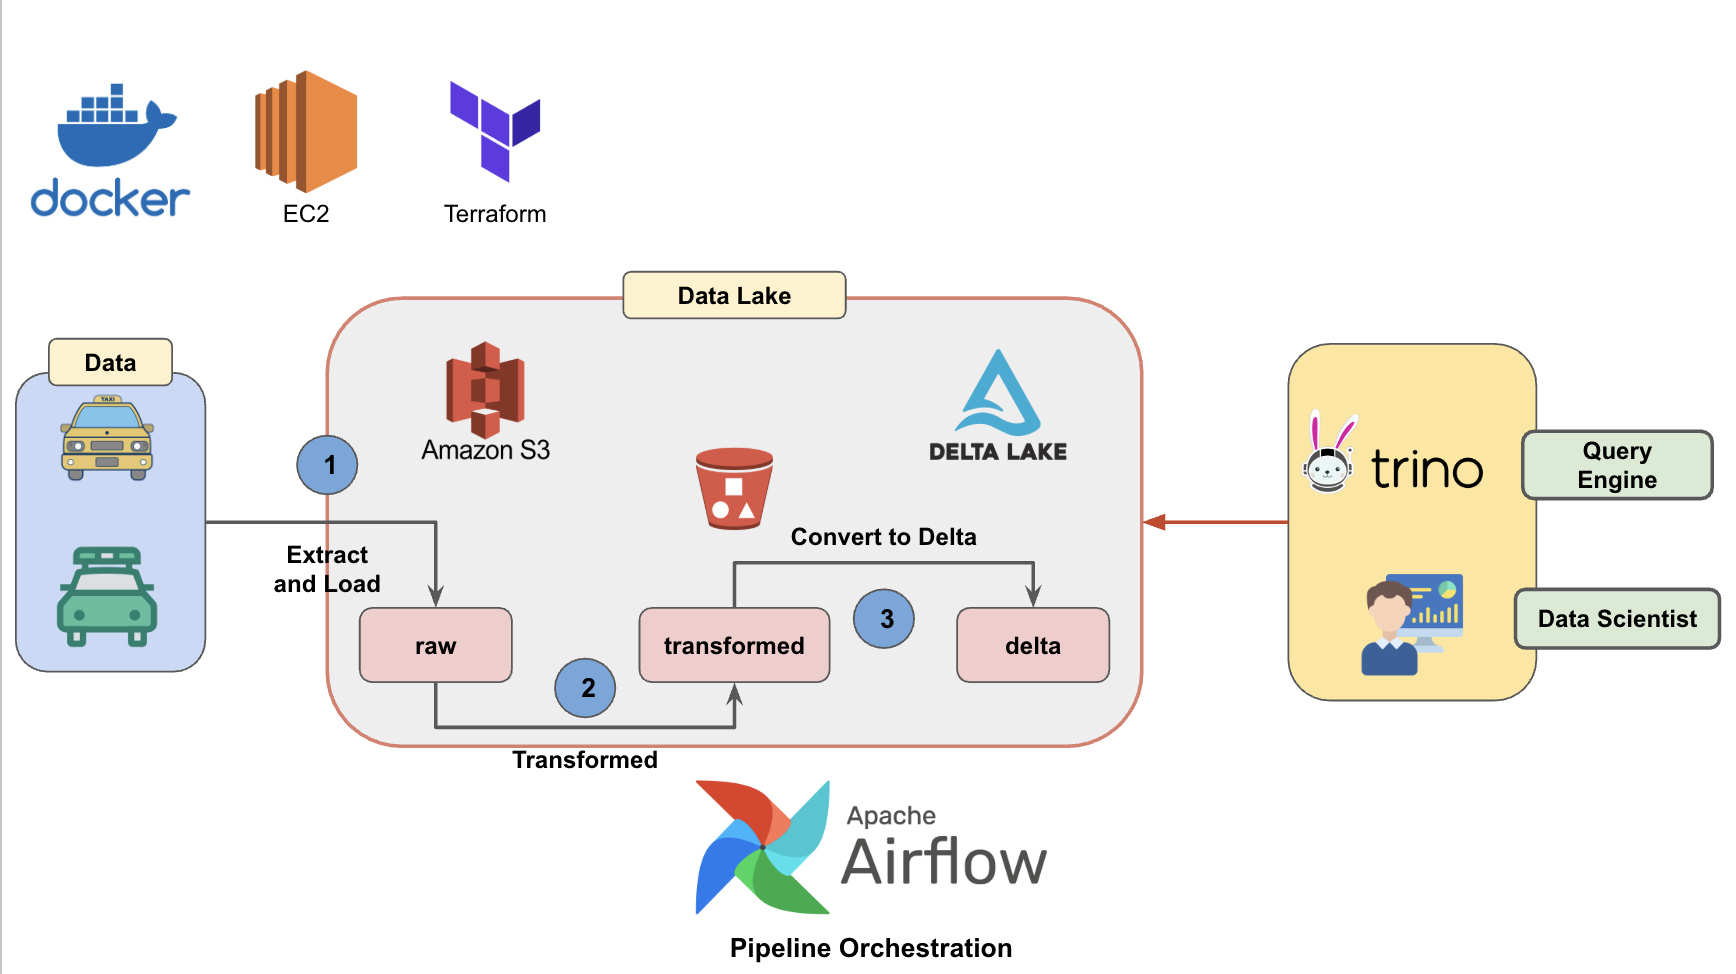 docker
EC2
Terraform
Data Lake
Data
TAXI
Amazon S3
DELTA LAKE
1
Extract
and Load
Convert to Delta
raw
transformed
3
delta
2
Transformed
trino
Query
Engine
Data Scientist
Apache
Airflow
Pipeline Orchestration